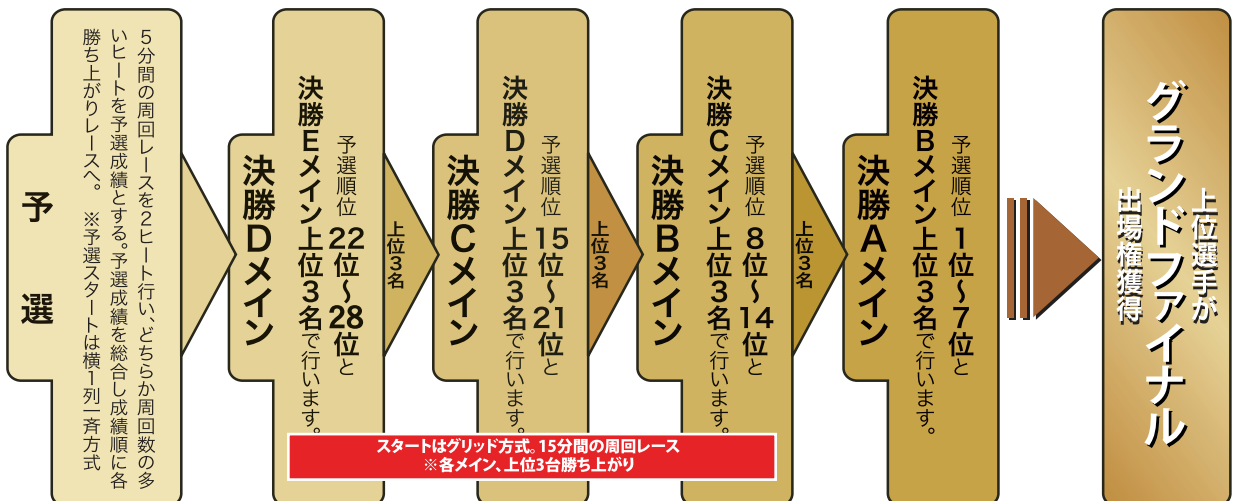 予選
5分間の周回レースを2ヒート行い、どちらか周回数の多
いヒートを予選成績とする。予選成績を総合し成績順に各
勝ち上がりレースへ。 ※予選スタートは横1列一斉方式
決勝Dメイン
予選順位 22位〜28位と
決勝Eメイン上位3名で行います。
上位3名
決勝Cメイン
予選順位 15位〜21位と
決勝Dメイン上位3名で行います。
上位3名
決勝Bメイン
予選順位 8位〜14位と
決勝Cメイン上位3名で行います。
上位3名
決勝Aメイン
予選順位 1位〜7位と
決勝Bメイン上位3名で行います。
スタートはグリッド方式。15分間の周回レース
※各メイン、上位3台勝ち上がり
上位選手が
グランドファイナル
出場権獲得